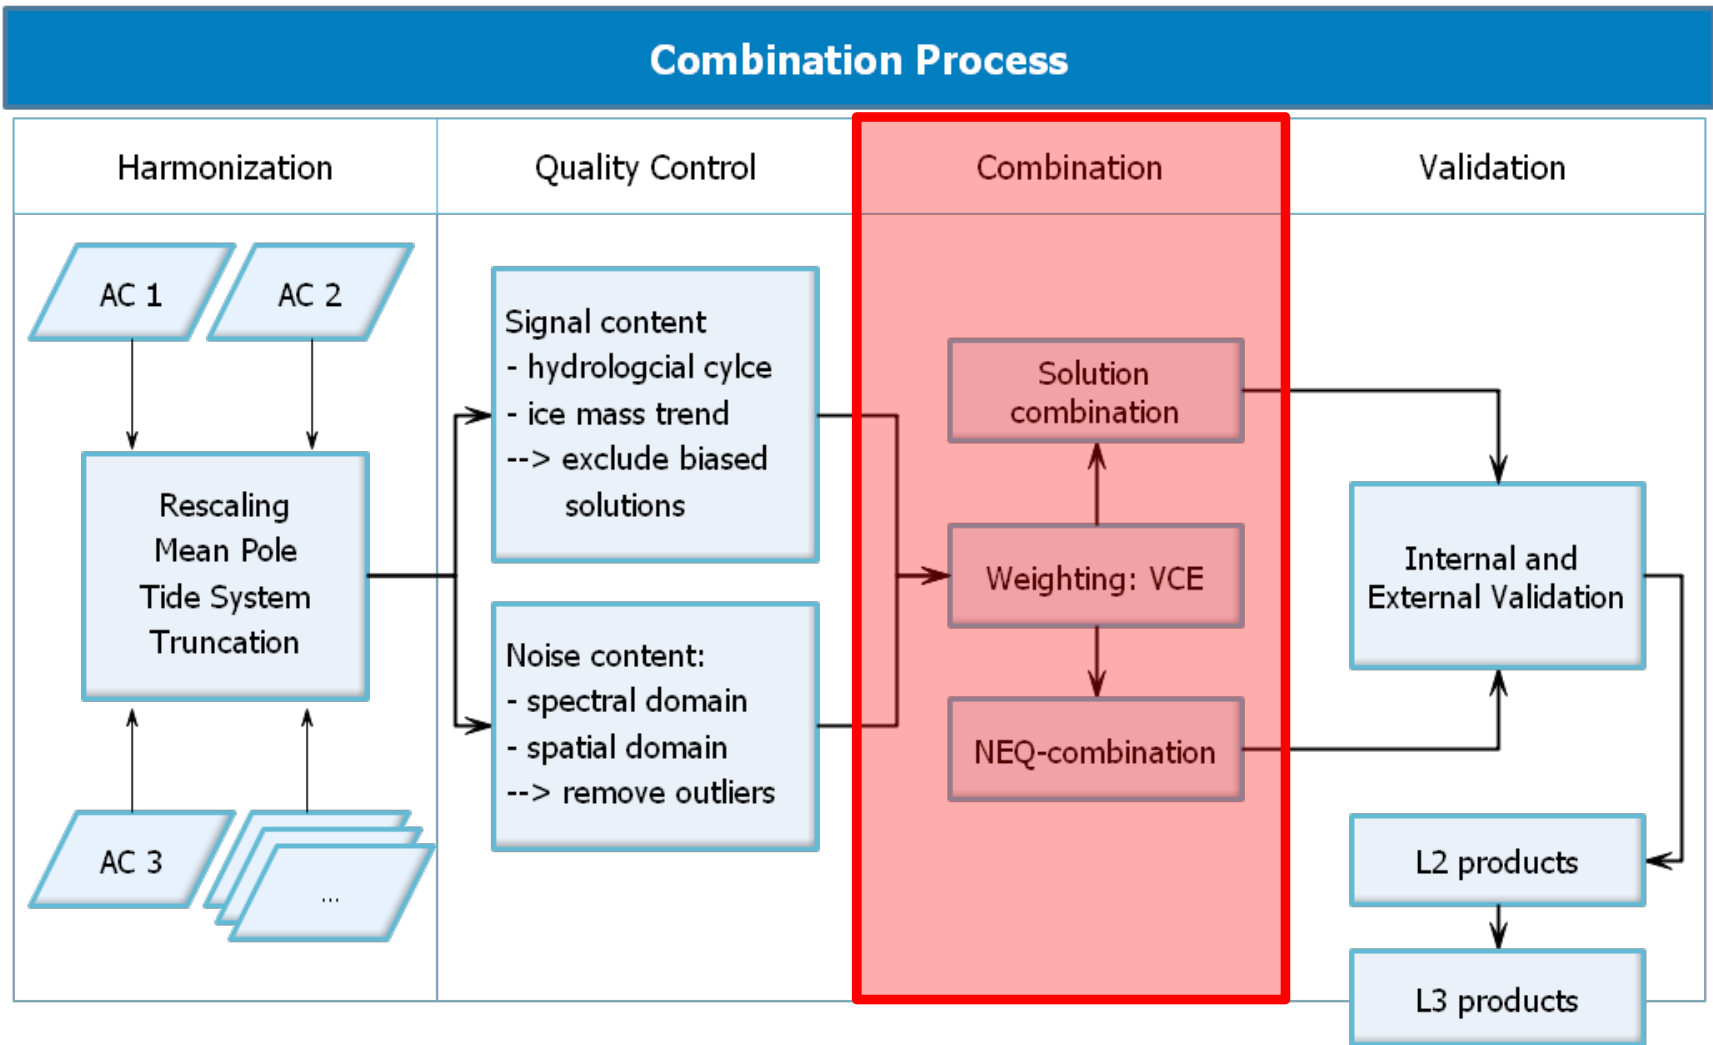 Combination Process
Harmonization
Quality Control
Combination
Validation
AC 1
AC 2
Rescaling
Mean Pole
Tide System
Truncation
AC 3
...
Signal content
- hydrologcial cylce
- ice mass trend
--> exclude biased
solutions
Noise content:
- spectral domain
- spatial domain
--> remove outliers
Solution
combination
Weighting: VCE
NEQ-combination
Internal and
External Validation
L2 products
L3 products